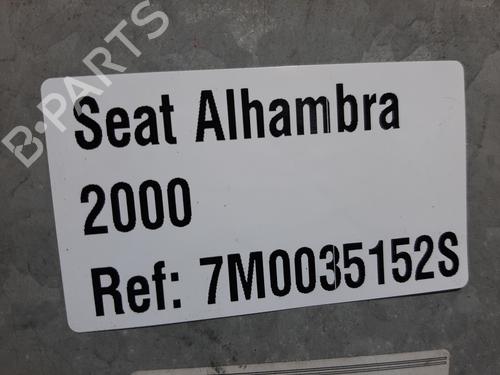 B-PARTS
Seat Alhambra
2000
Ref: 7M0035152S